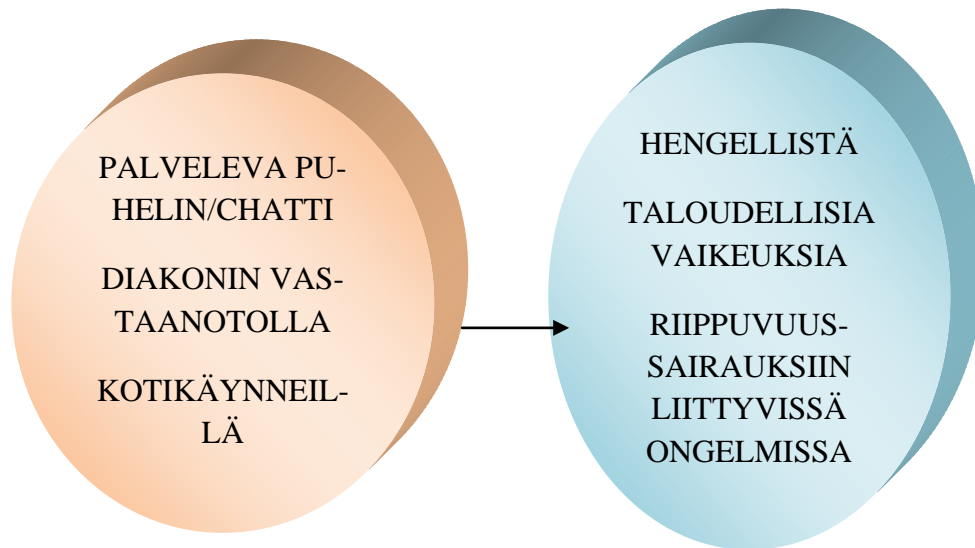 PALVELEVA PU-
HELIN/CHATTI
DIAKONIN VAS-
TAANOTOLLA
KOTIKÄYNNEIL-
LÄ
HENGELLISTÄ
TALOUDELLISIA
VAIKEUKSIA
RIIPPUVUUS-
SAIRAUKSIIN
LIITTYVISSÄ
ONGELMISSA